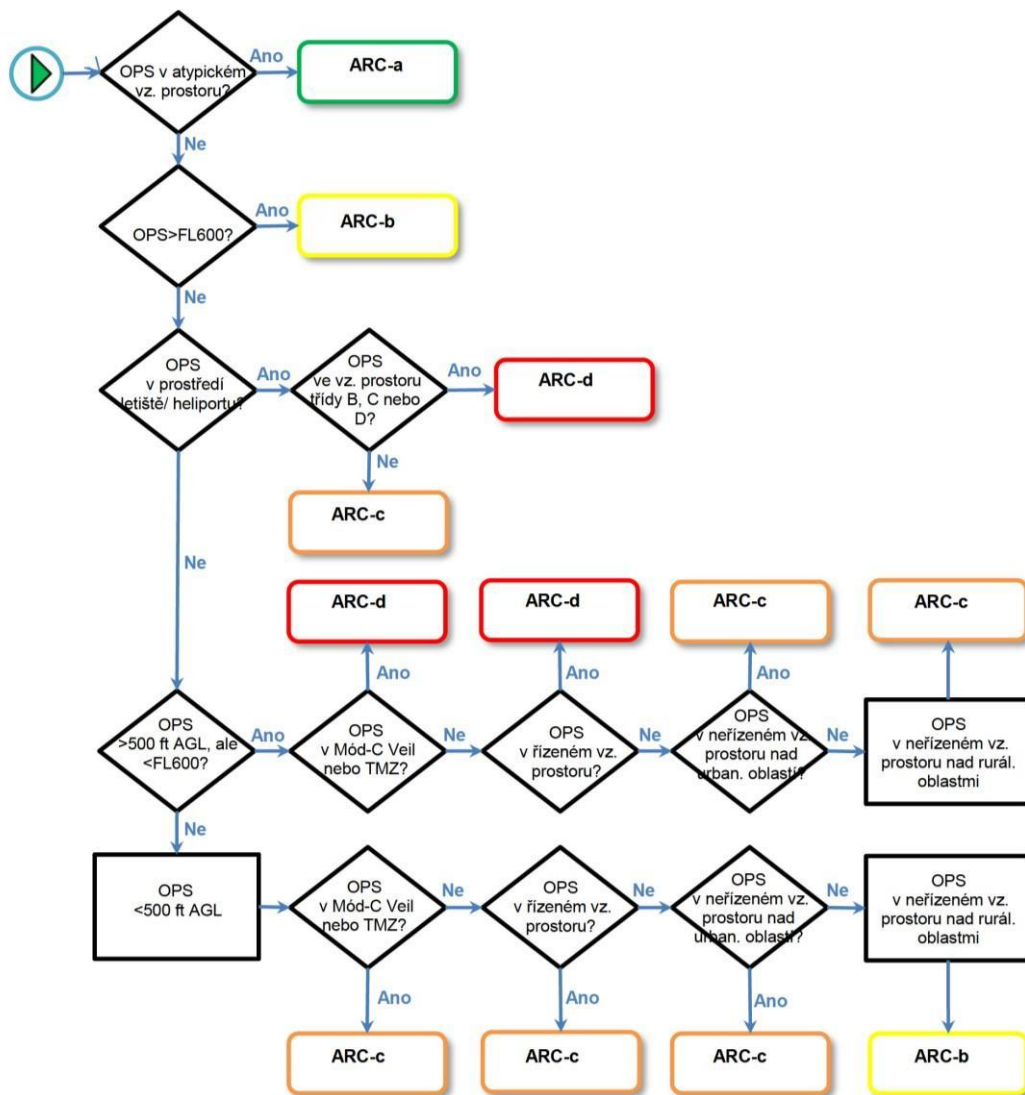 Ano
OPS v atypickém
vz. prostoru?
ARC-a
Ne
Ano
OPS>FL600?
ARC-b
Ne
OPS
v prostředí
letiště/ heliportu?
Ano
OPS
ve vz. prostoru
třídy B, C nebo
D?
Ano
ARC-d
Ne
ARC-c
Ne
ARC-d
ARC-d
ARC-c
ARC-c
Ano
Ano
Ano
OPS
>500 ft AGL, ale
<FL600?
Ano
OPS
v Mód-C Veil
nebo TMZ?
Ne
OPS
v řízeném vz.
prostoru?
Ne
OPS
v neřízeném vz.
prostoru nad
urban. oblastí?
Ne
OPS
v neřízeném vz.
prostoru nad rurál.
oblastmi
Ne
OPS
<500 ft AGL
OPS
v Mód-C Veil
nebo TMZ?
Ne
OPS
v řízeném vz.
prostoru?
Ne
OPS
v neřízeném vz.
prostoru nad
urban. oblastí?
Ne
OPS
v neřízeném vz.
prostoru nad rurál.
oblastmi
Ano
Ano
Ano
ARC-c
ARC-c
ARC-c
ARC-b